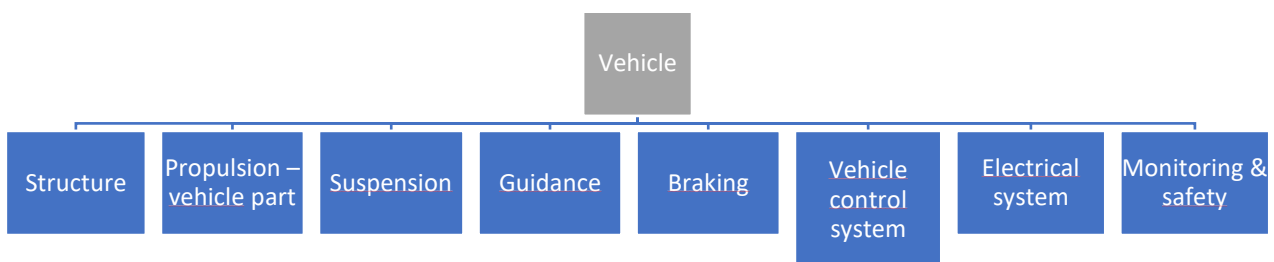 Vehicle
Structure
Propulsion –
vehicle part
Suspension
Guidance
Braking
Vehicle
control
system
Electrical
system
Monitoring &
safety